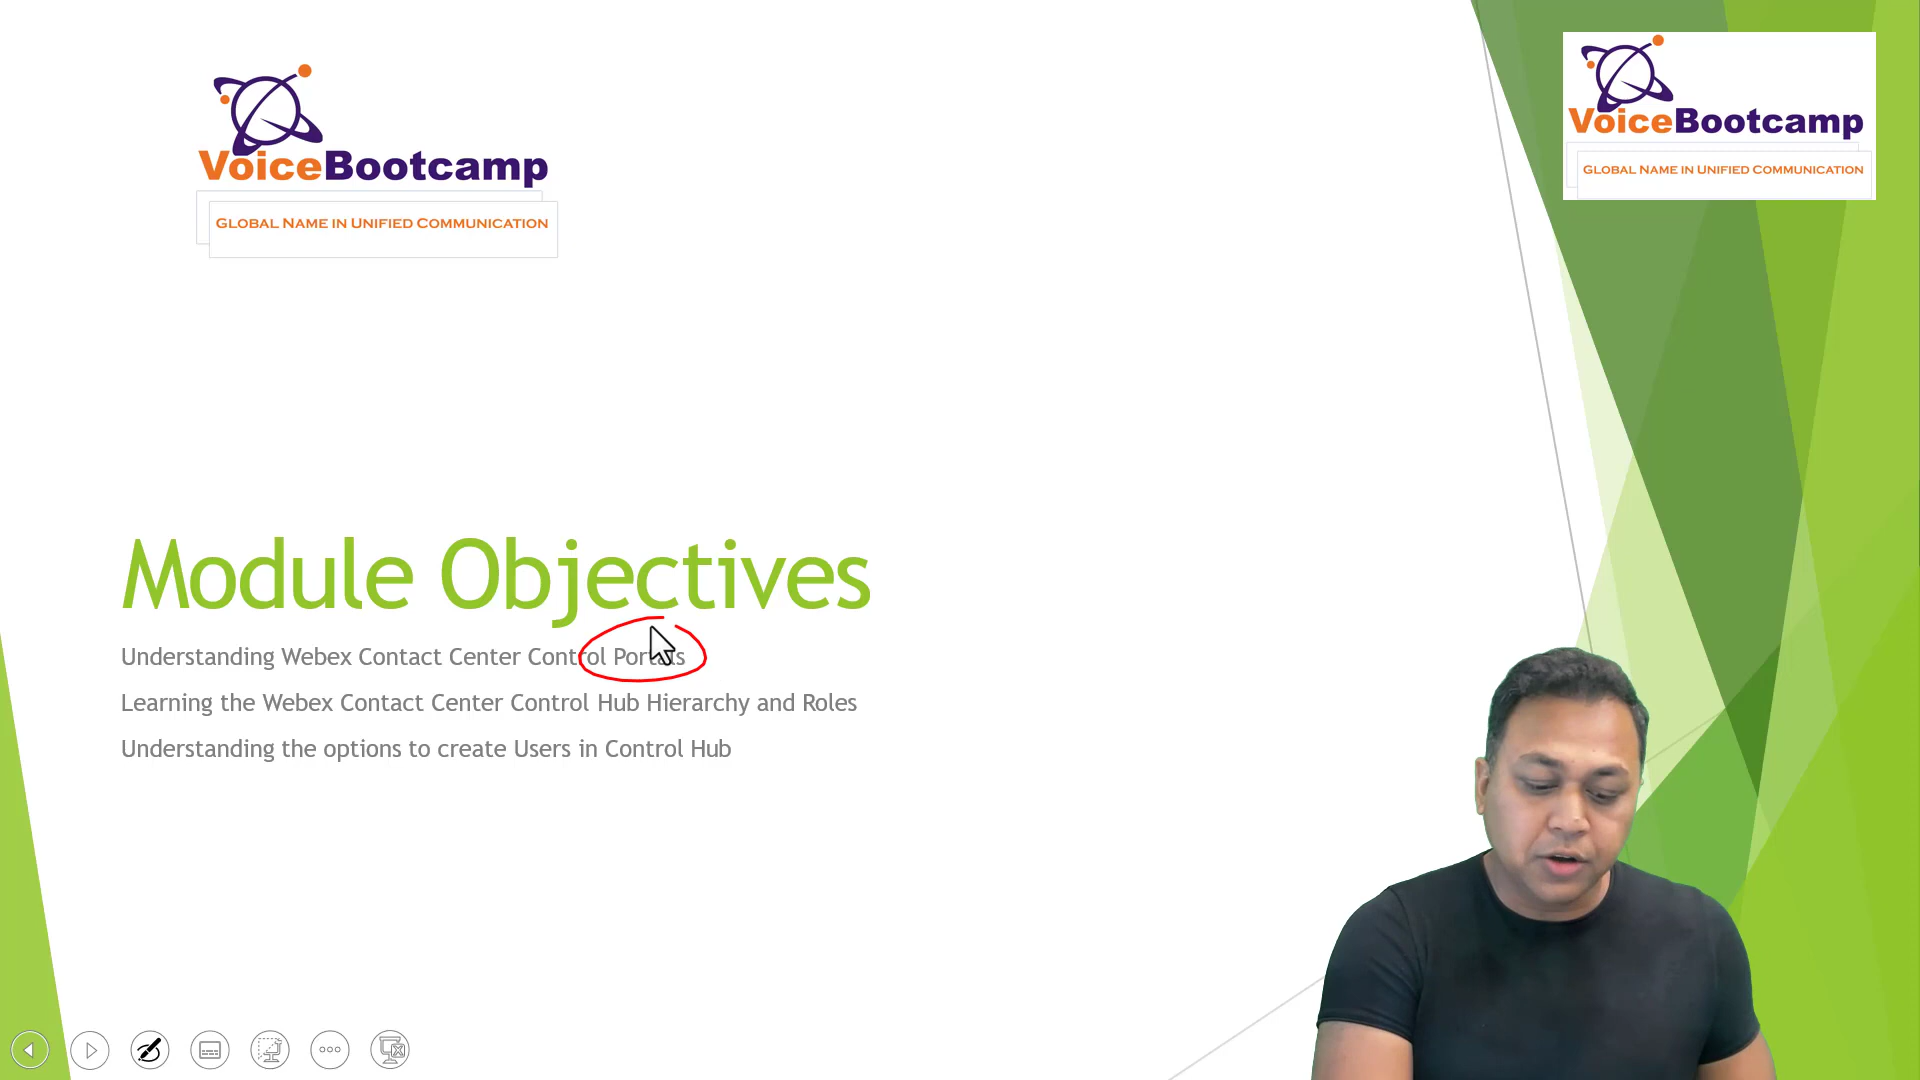 VoiceBootcamp
GLOBAL NAME IN UNIFIED COMMUNICATION
VoiceBootcamp
GLOBAL NAME IN UNIFIED COMMUNICATION
Module Objectives
Understanding Webex Contact Center Control Portals
Learning the Webex Contact Center Control Hub Hierarchy and Roles
Understanding the options to create Users in Control Hub